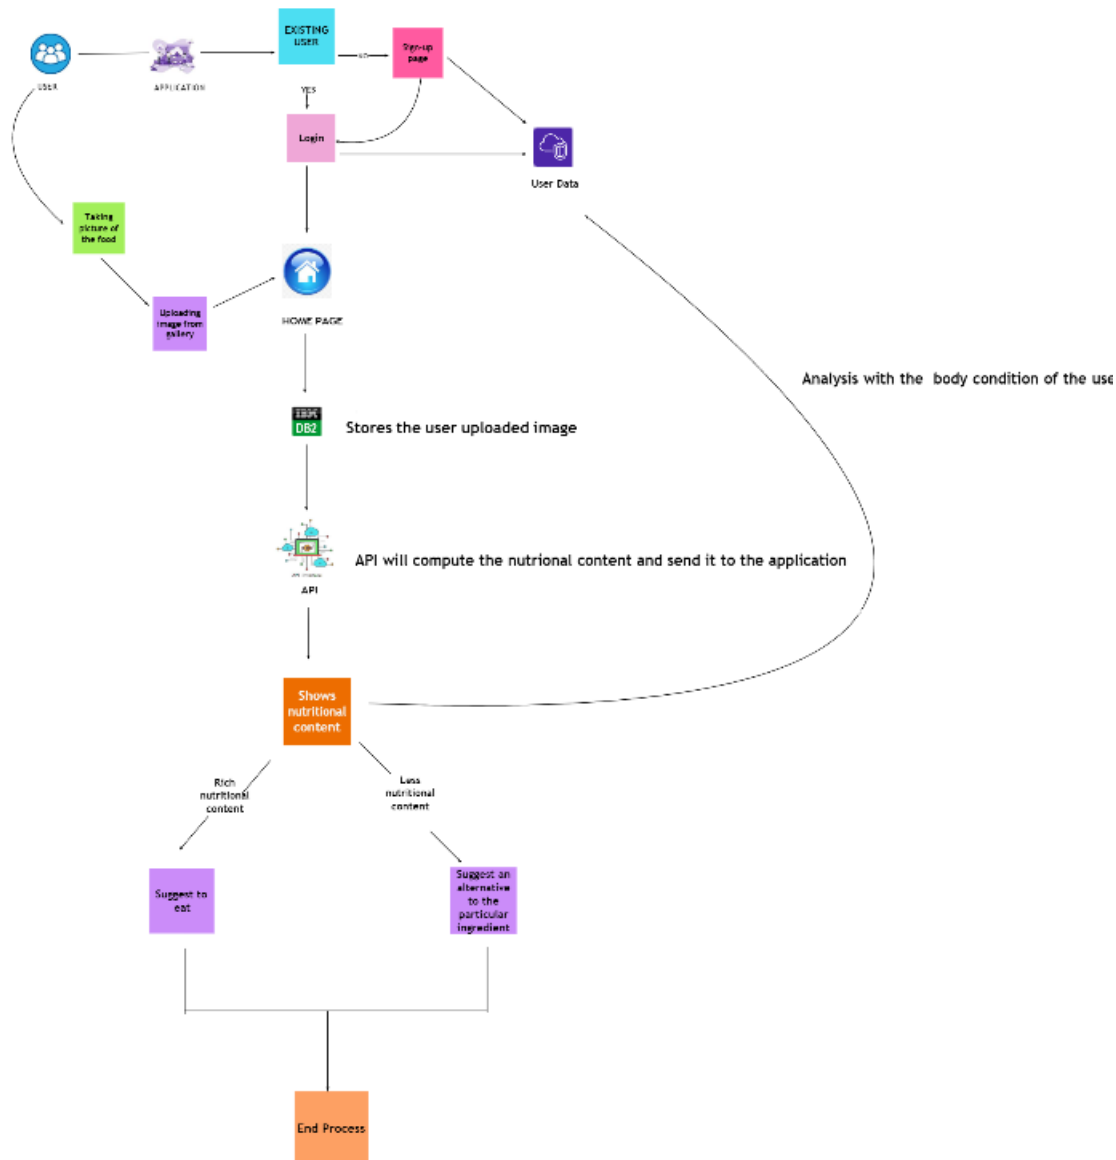 EXISTING
USER
Sign-up
page
USER
APPLICATION
YES
Login
User Data
Taking
picture of
the food
Uploading
image from
gallery
HOME PAGE
Analysis with the body condition of the use
IBM
DB2
Stores the user uploaded image
API will compute the nutrional content and send it to the application
API
Shows
nutritional
content
Rich
nutritional
content
Less
nutritional
content
Suggest to
eat
Suggest an
alternative
to the
particular
ingredient
End Process